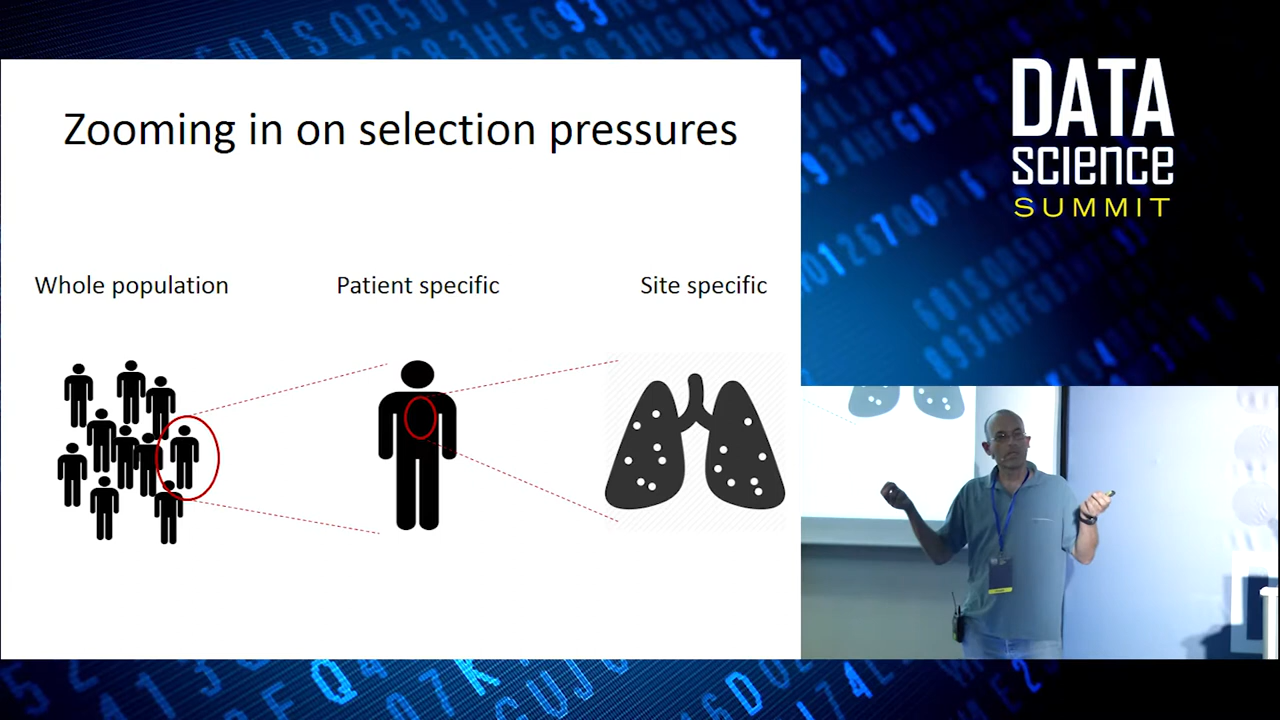 Zooming in on selection pressures
Whole population
Patient specific
Site specific
DATA
science
SUMMIT